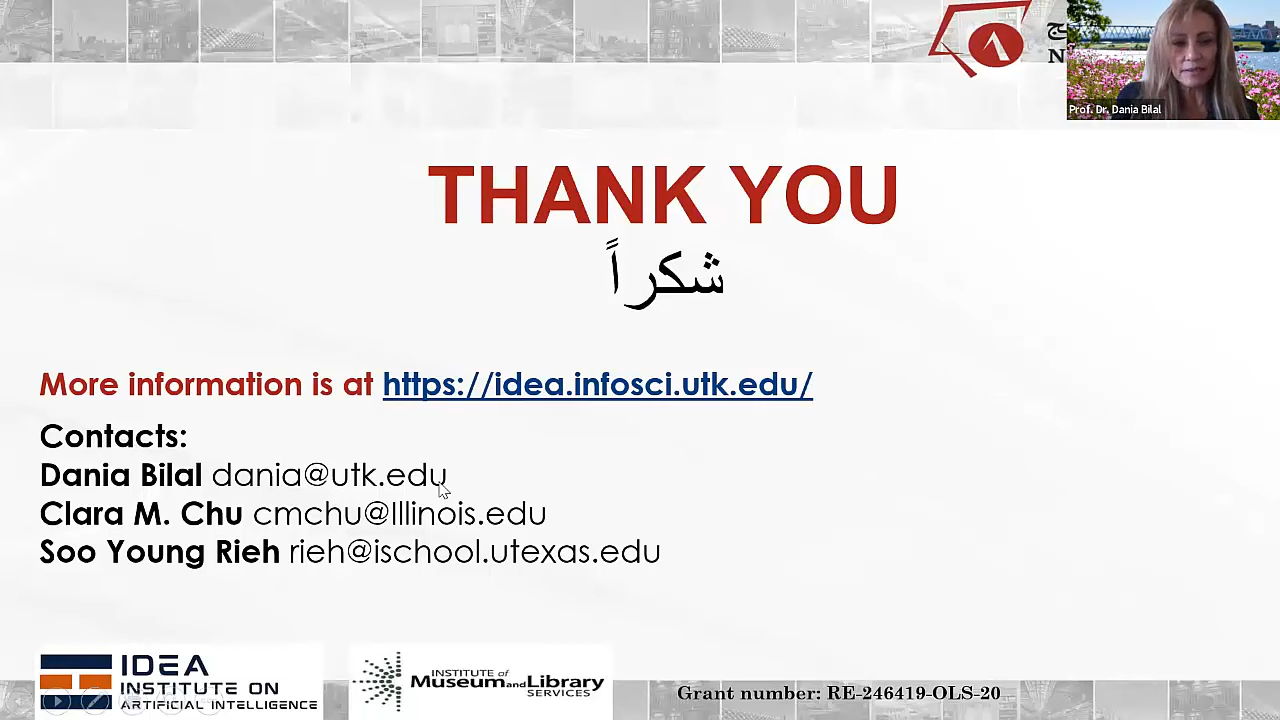 Prof. Dr. Dania Bilal
THANK YOU
شكراً
More information is at https://idea.infosci.utk.edu/
Contacts:
Dania Bilal dania@utk.edu
Clara M. Chu cmchu@Illinois.edu
Soo Young Rieh rieh@ischool.utexas.edu
IDEA
INSTITUTE ON
ARTIFICIAL INTELLIGENCE
INSTITUTE of
Museum and Library
SERVICES
Grant number: RE-246419-OLS-20